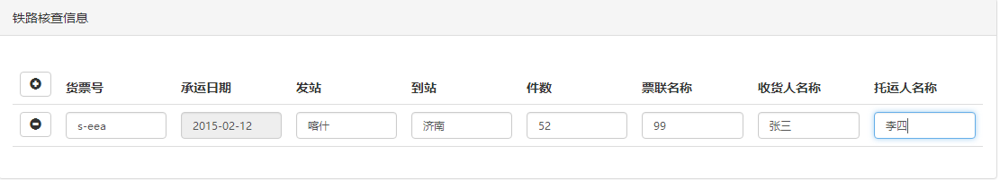 铁路核查信息
货票号 承运日期 发站 到站 件数 票联名称 收货人名称 托运人名称
s-eea 2015-02-12 喀什 济南 52 99 张三 李四